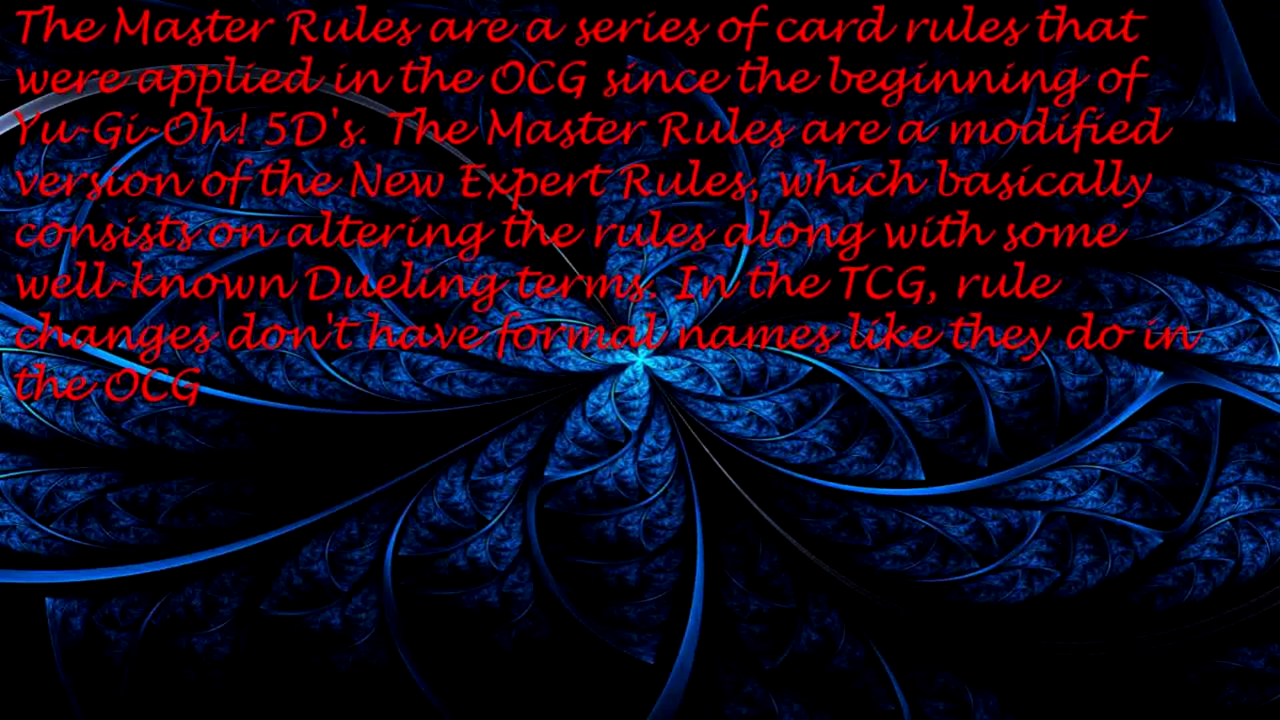 The Master Rules are a series of card rules that
were applied in the OCG since the beginning of
Yu-Gi-Oh! 5D's. The Master Rules are a modified
version of the New Expert Rules, which basically
consists on altering the rules along with some
well-known Dueling terms. In the TCG, rule
changes don't have formal names like they do in
the OCG